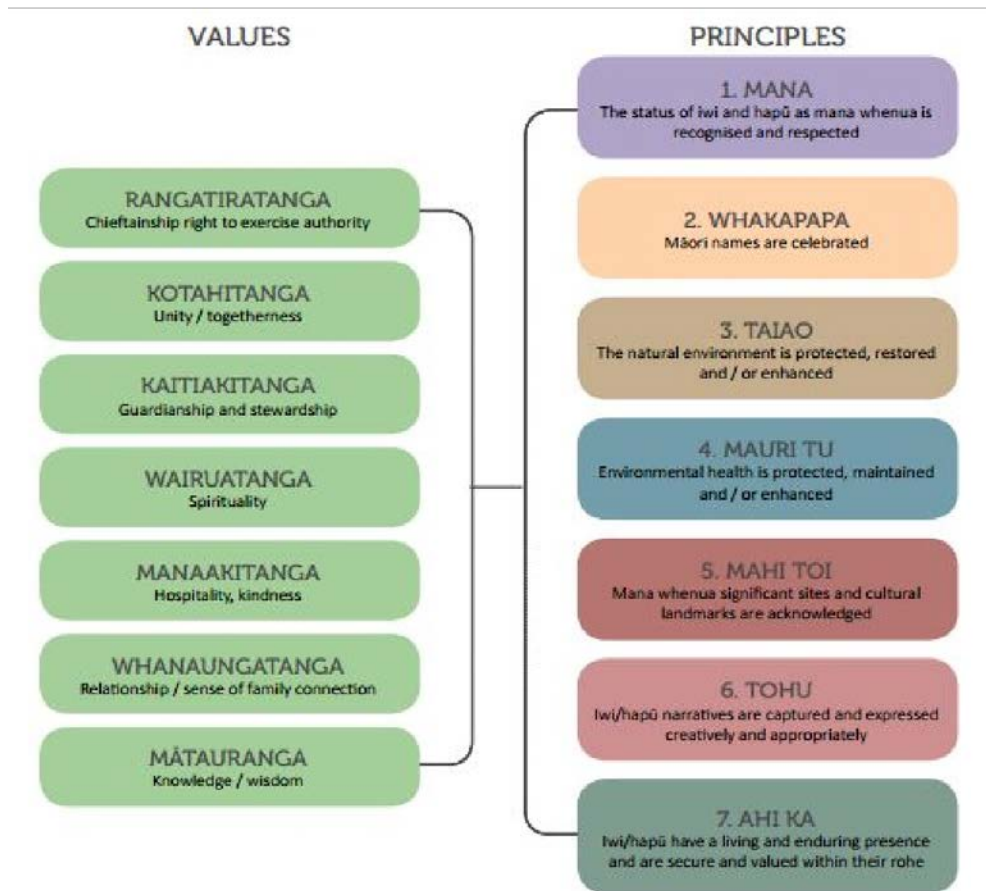 VALUES
RANGATIRATANGA
Chieftainship right to exercise authority
KOTAHITANGA
Unity / togetherness
KAITIAKITANGA
Guardianship and stewardship
WAIRUATANGA
Spirituality
MANAAKITANGA
Hospitality, kindness
WHANAUNGATANGA
Relationship / sense of family connection
MĀTAURANGA
Knowledge / wisdom
PRINCIPLES
1. MANA
The status of iwi and hapū as mana whenua is
recognised and respected
2. WHAKAPAPA
Māori names are celebrated
3. TAIAO
The natural environment is protected, restored
and / or enhanced
4. MAURI TU
Environmental health is protected, maintained
and / or enhanced
5. MAHI TOI
Mana whenua significant sites and cultural
landmarks are acknowledged
6. TOHU
Iwi/hapū narratives are captured and expressed
creatively and appropriately
7. AHI KA
Iwi/hapū have a living and enduring presence
and are secure and valued within their rohe